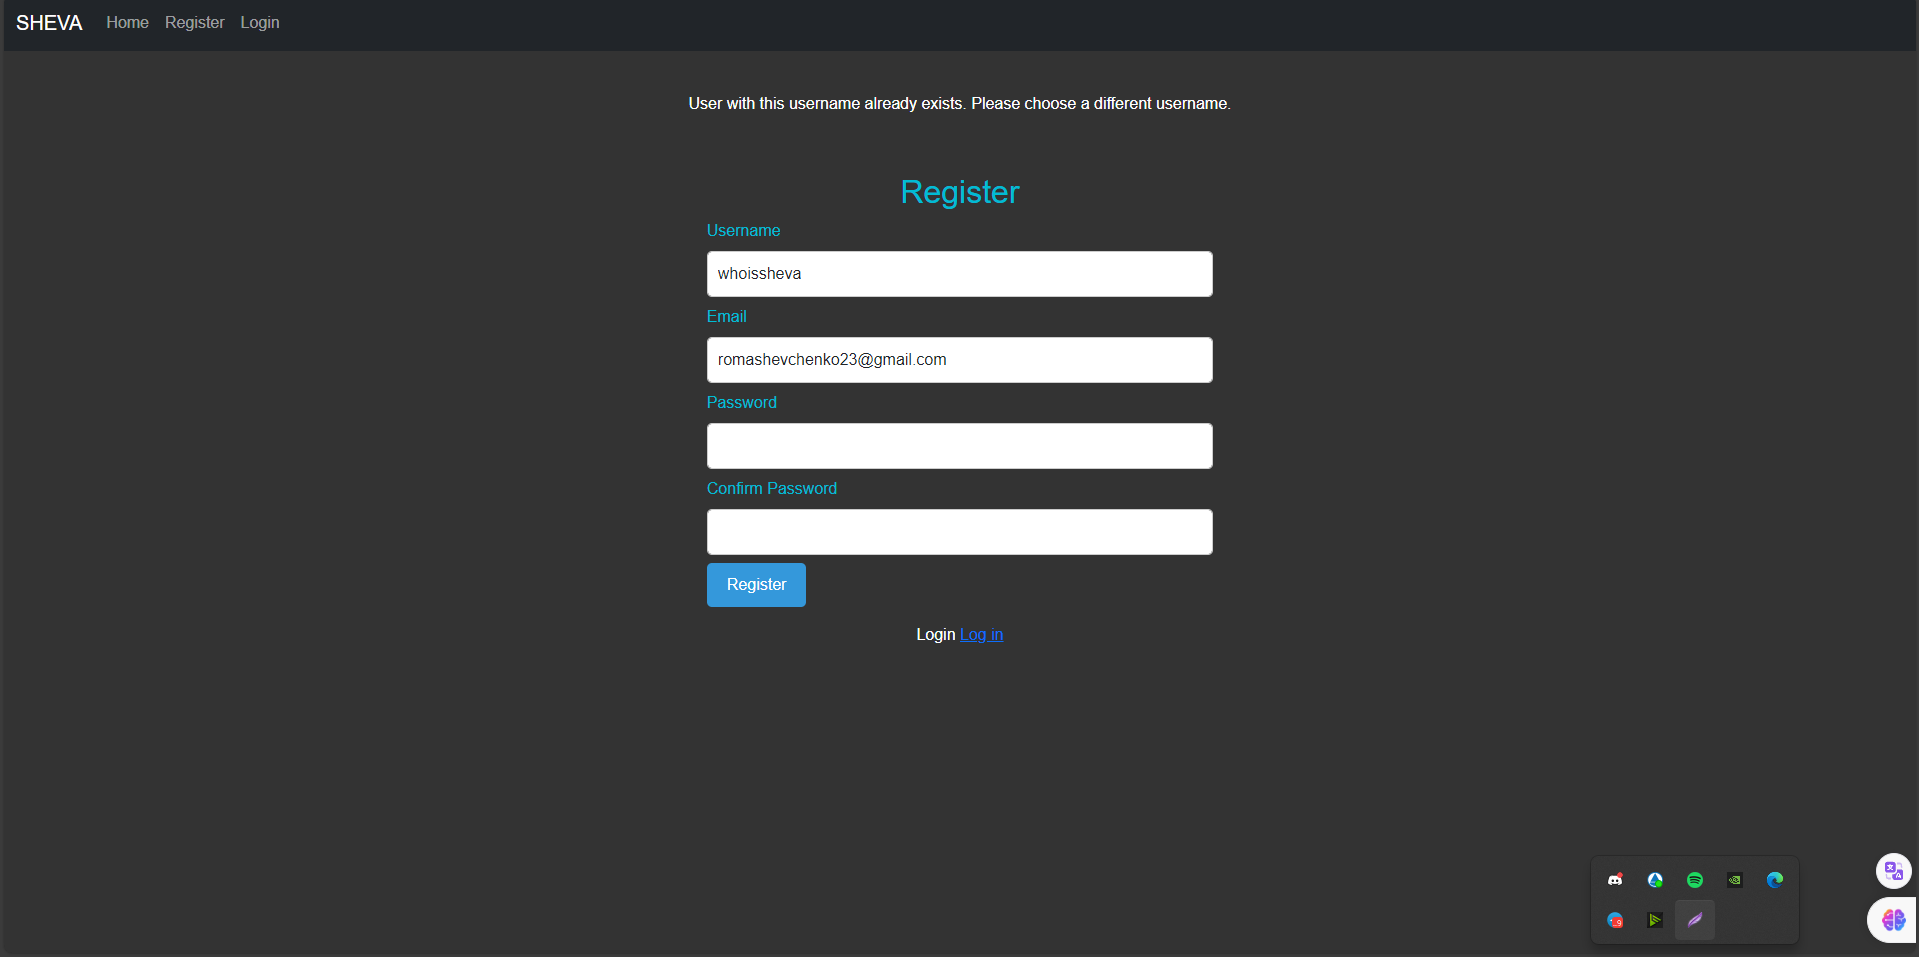 SHEVA Home Register Login
User with this username already exists. Please choose a different username.
Register
Username
whoissheva
Email
romashevchenko23@gmail.com
Password
Confirm Password
Register
Login Log in